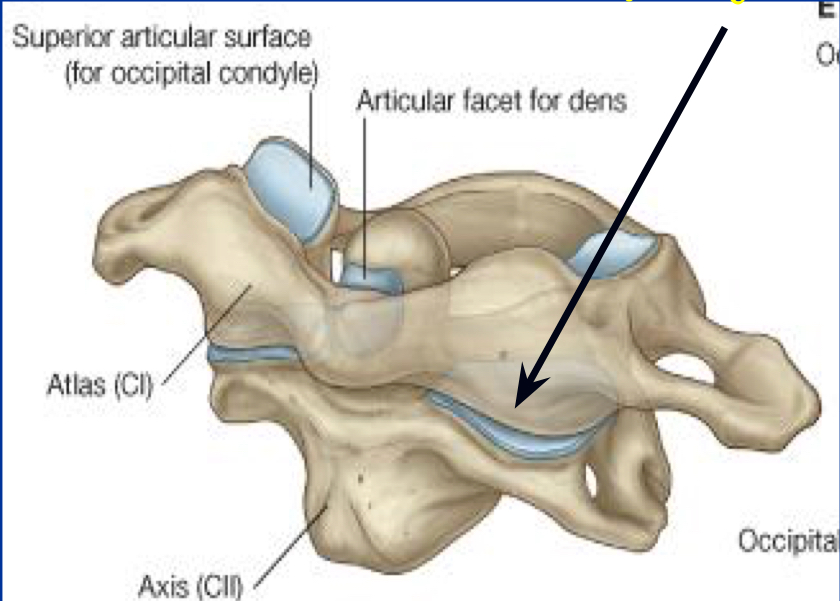 Superior articular surface
(for occipital condyle)
Articular facet for dens
Atlas (CI)
Axis (CII)
Occipital